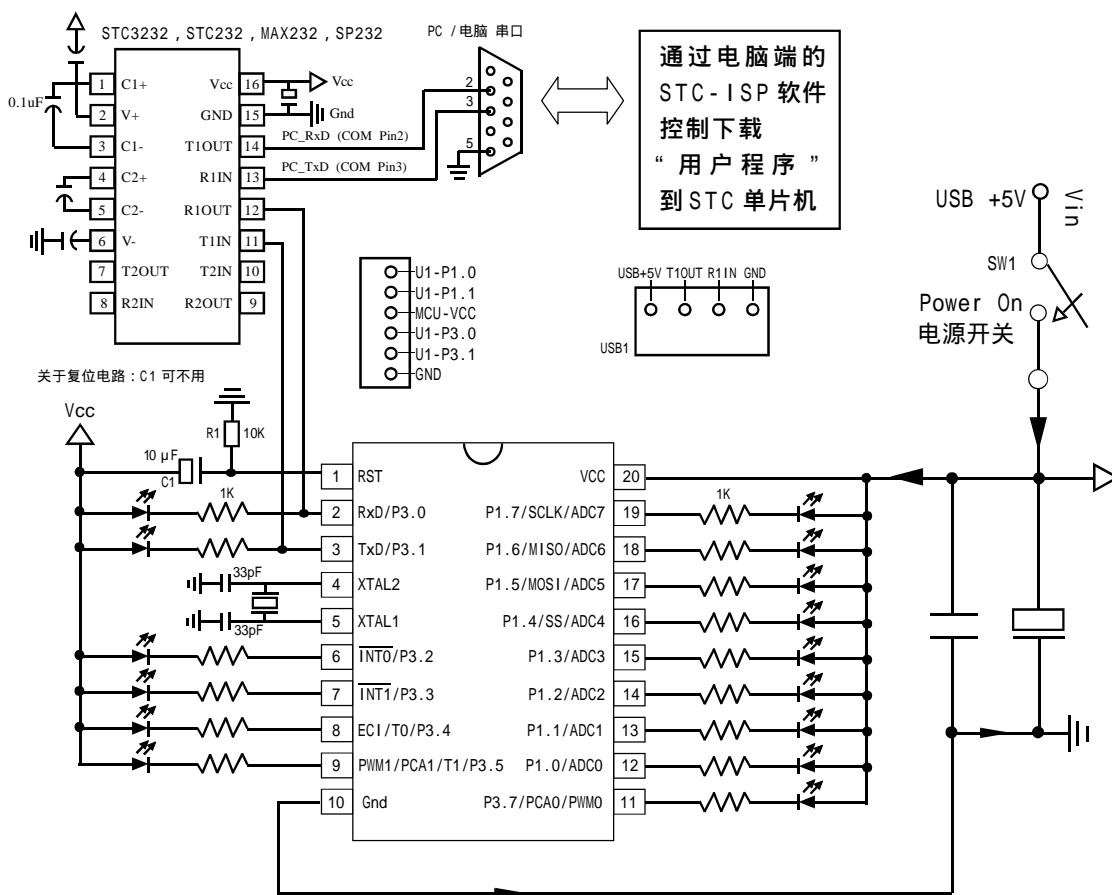 STC3232 , STC232 , MAX232 , SP232
PC / 电脑 串口
1 C1+
2 V+
3 C1-
4 C2+
5 C2-
6 V-
7 T2OUT
8 R2IN
Vcc 16
GND 15
T1OUT 14
R1IN 13
R1OUT 12
T1IN 11
T2IN 10
R2OUT 9
0.1uF
Vcc
Gnd
PC_RxD (COM Pin2)
PC_TxD (COM Pin3)
2
3
5
通过电脑端的
STC-ISP 软件
控制下载
“ 用户程序 ”
到 STC 单片机
USB +5V
Vin
SW1
Power On
电源开关
U1-P1.0
U1-P1.1
MCU-VCC
U1-P3.0
U1-P3.1
GND
USB+5V T1OUT R1IN GND
USB1
关于复位电路 : C1 可不用
Vcc
R1 10K
10 μF
C1
1K
33pF
33pF
1 RST
2 RxD/P3.0
3 TxD/P3.1
4 XTAL2
5 XTAL1
6 INT0/P3.2
7 INT1/P3.3
8 ECI/T0/P3.4
9 PWM1/PCA1/T1/P3.5
10 Gnd
VCC 20
P1.7/SCLK/ADC7 19
P1.6/MISO/ADC6 18
P1.5/MOSI/ADC5 17
P1.4/SS/ADC4 16
P1.3/ADC3 15
P1.2/ADC2 14
P1.1/ADC1 13
P1.0/ADC0 12
P3.7/PCA0/PWM0 11
1K